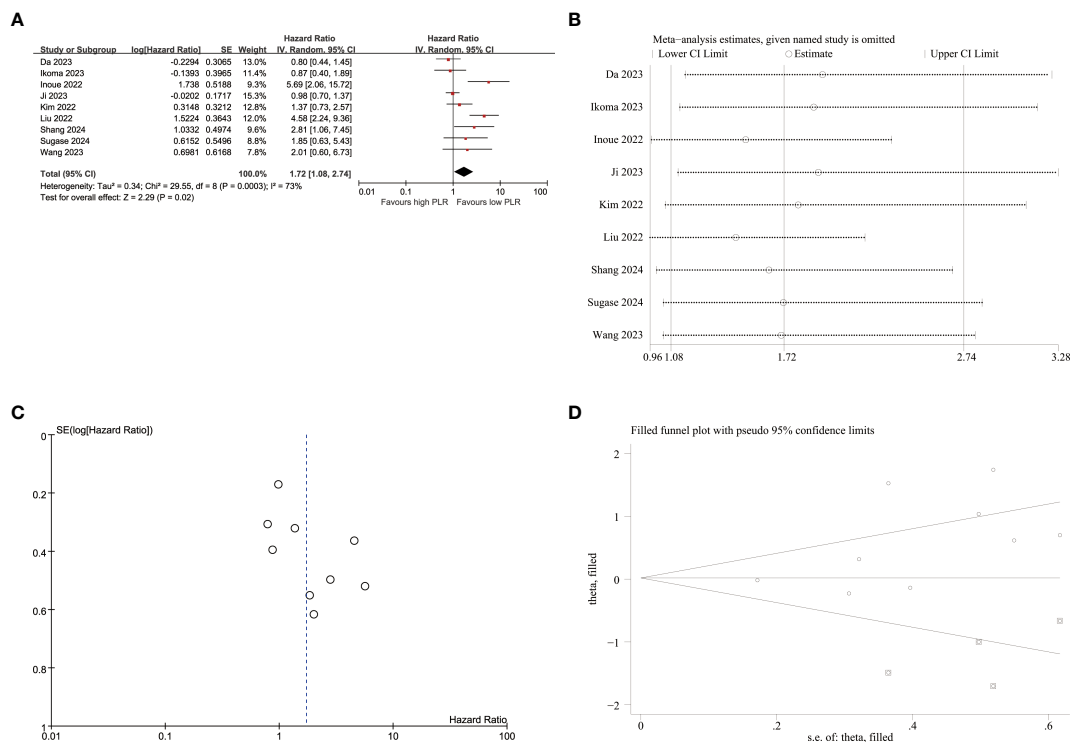 A
Hazard Ratio Hazard Ratio
Study or Subgroup log[Hazard Ratio] SE Weight IV. Random. 95% CI IV. Random. 95% CI
Da 2023 -0.2294 0.3065 13.0% 0.80 [0.44, 1.45]
Ikoma 2023 -0.1393 0.3965 11.4% 0.87 [0.40, 1.89]
Inoue 2022 1.738 0.5188 9.3% 5.69 [2.06, 15.72]
Ji 2023 -0.0202 0.1717 15.3% 0.98 [0.70, 1.37]
Kim 2022 0.3148 0.3212 12.8% 1.37 [0.73, 2.57]
Liu 2022 1.5224 0.3643 12.0% 4.58 [2.24, 9.36]
Shang 2024 1.0332 0.4974 9.6% 2.81 [1.06, 7.45]
Sugase 2024 0.6152 0.5496 8.8% 1.85 [0.63, 5.43]
Wang 2023 0.6981 0.6168 7.8% 2.01 [0.60, 6.73]
Total (95% CI) 100.0% 1.72 [1.08, 2.74]
Heterogeneity: Tau² = 0.34; Chi² = 29.55, df = 8 (P = 0.0003); I² = 73%
Test for overall effect: Z = 2.29 (P = 0.02)
0.01 0.1 1 10 100
Favours high PLR Favours low PLR
B
Meta−analysis estimates, given named study is omitted
Lower CI Limit Estimate Upper CI Limit
Da 2023
Ikoma 2023
Inoue 2022
Ji 2023
Kim 2022
Liu 2022
Shang 2024
Sugase 2024
Wang 2023
0.96 1.08 1.72 2.74 3.28
C
SE(log[Hazard Ratio])
0
0.2
0.4
0.6
0.8
1
Hazard Ratio
0.01 0.1 1 10 100
D
Filled funnel plot with pseudo 95% confidence limits
theta, filled
2
1
0
−1
−2
0 .2 .4 .6
s.e. of: theta, filled